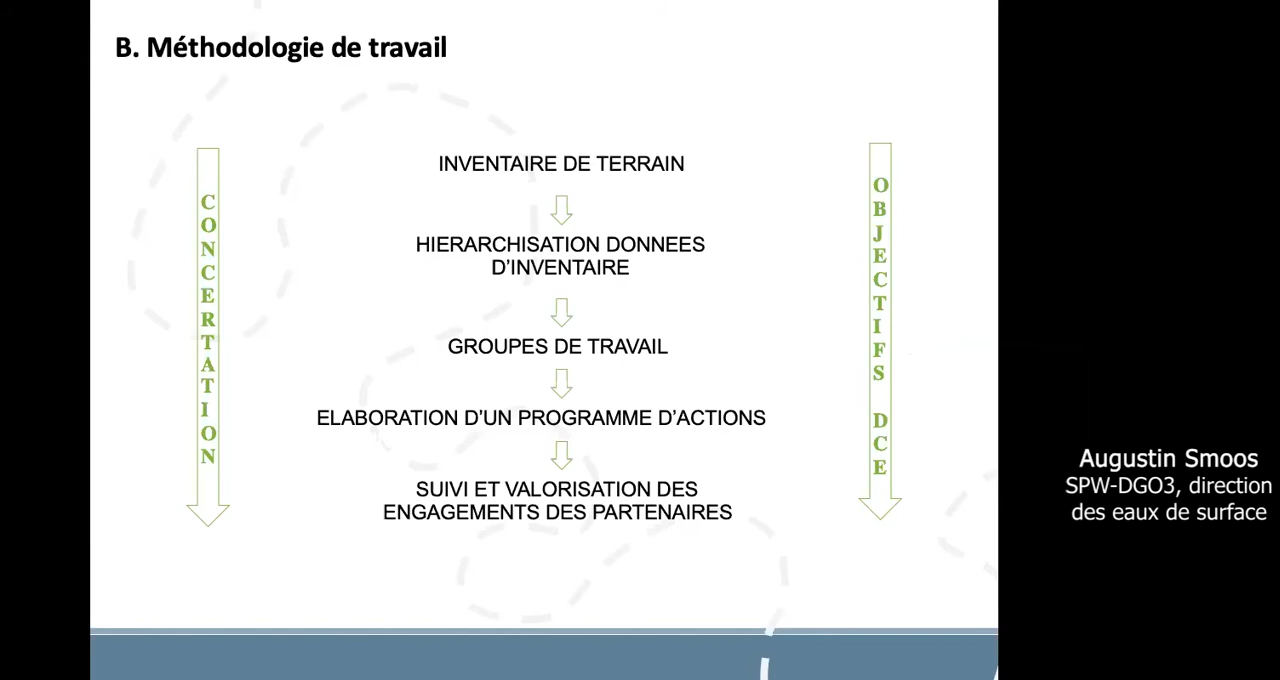 B. Méthodologie de travail
CONCERTATION
INVENTAIRE DE TERRAIN
HIERARCHISATION DONNEES
D'INVENTAIRE
GROUPES DE TRAVAIL
ELABORATION D'UN PROGRAMME D'ACTIONS
SUIVI ET VALORISATION DES
ENGAGEMENTS DES PARTENAIRES
OBJECTIFS DCE
Augustin Smoos
SPW-DGO3, direction
des eaux de surface